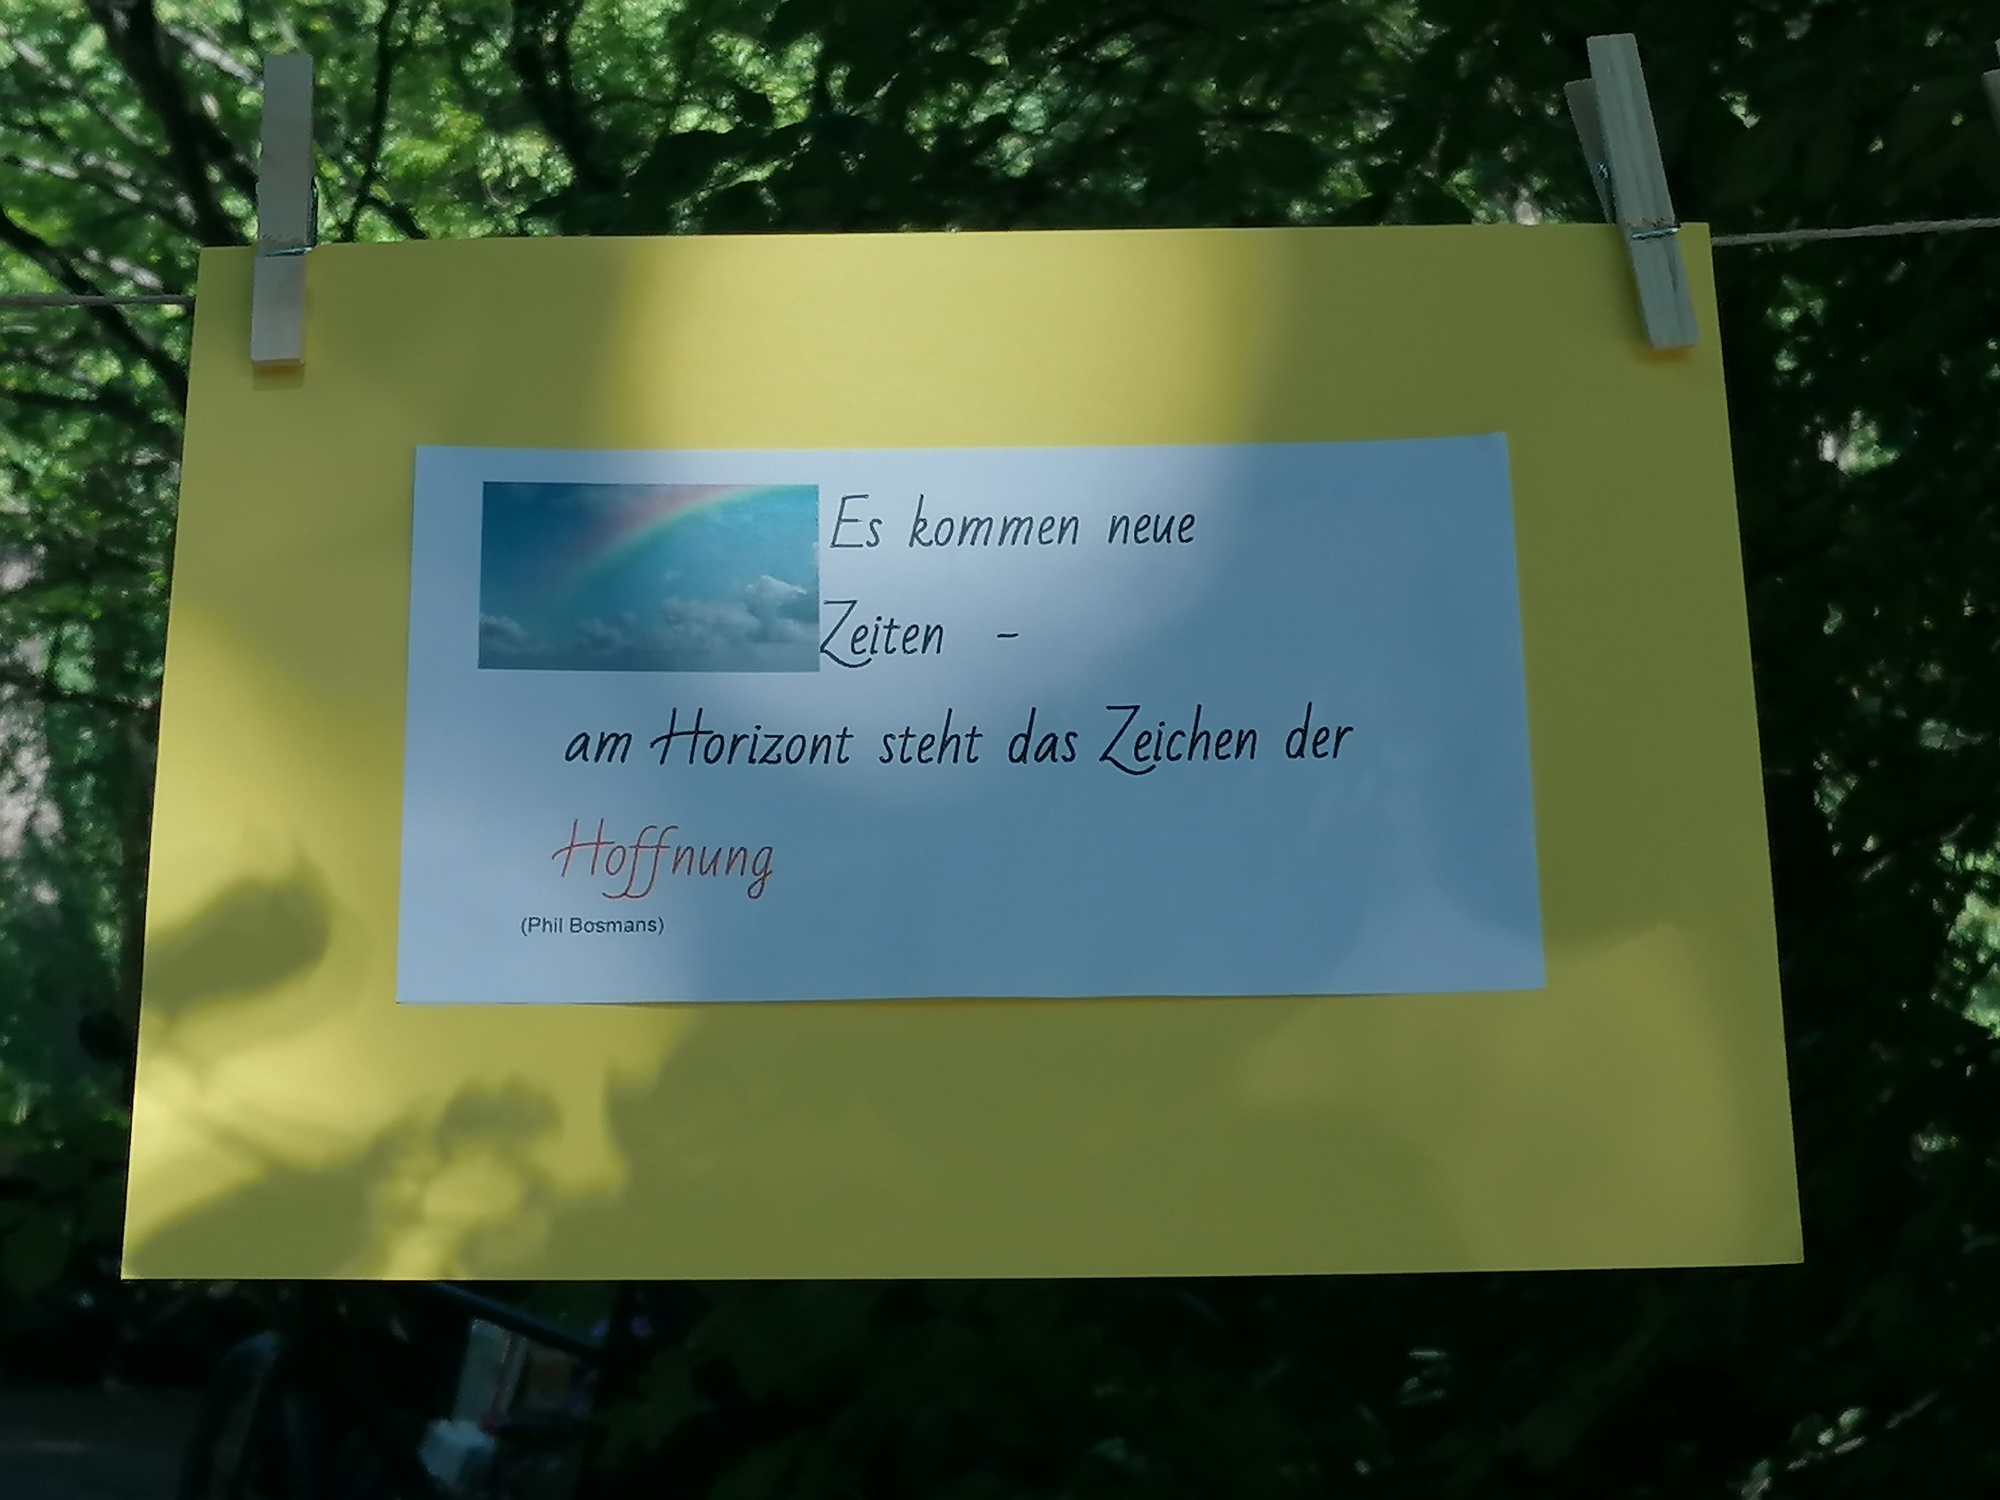 Es kommen neue
Zeiten –
am Horizont steht das Zeichen der
Hoffnung
(Phil Bosmans)